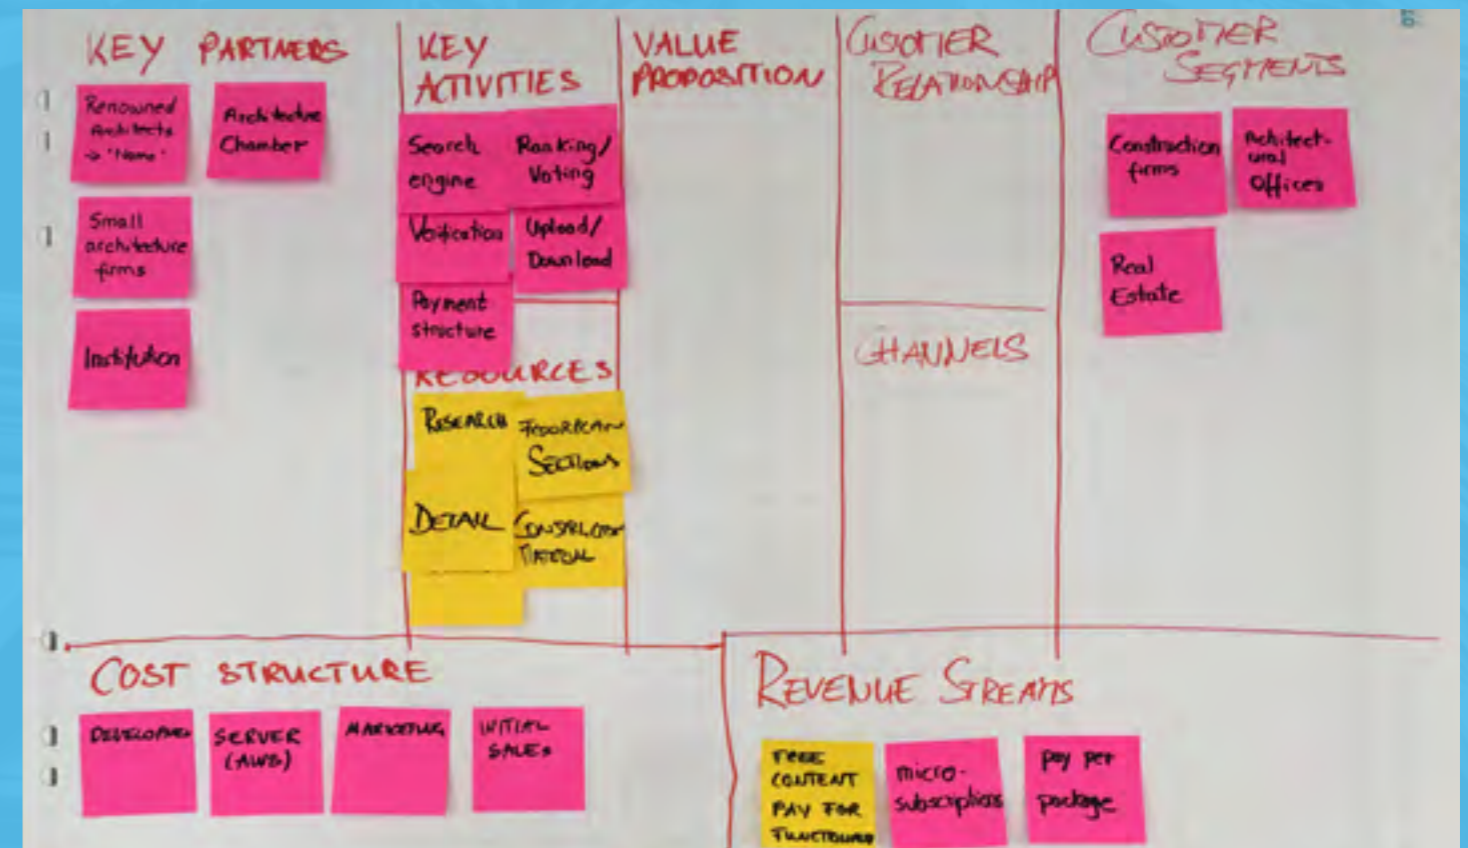 KEY PARTNERS
Renowned
Architects
→ "Name"
Architecture
Chamber
Small
architecture
firms
Institution
KEY
ACTIVITIES
Search
engine
Ranking/
Voting
Verification
Upload/
Download
Payment
structure
RESOURCES
RESEARCH
FLOORPLAN
SECTIONS
DETAIL
CONSTRUCTION
MATERIAL
VALUE
PROPOSITION
CUSTOMER
RELATIONSHIP
CHANNELS
CUSTOMER
SEGMENTS
Construction
firms
Architect-
ural
Offices
Real
Estate
COST STRUCTURE
SERVER
(AWS)
MARKETING
INITIAL
SALES
REVENUE STREAMS
FREE
CONTENT
PAY FOR
micro-
subscriptions
pay per
package